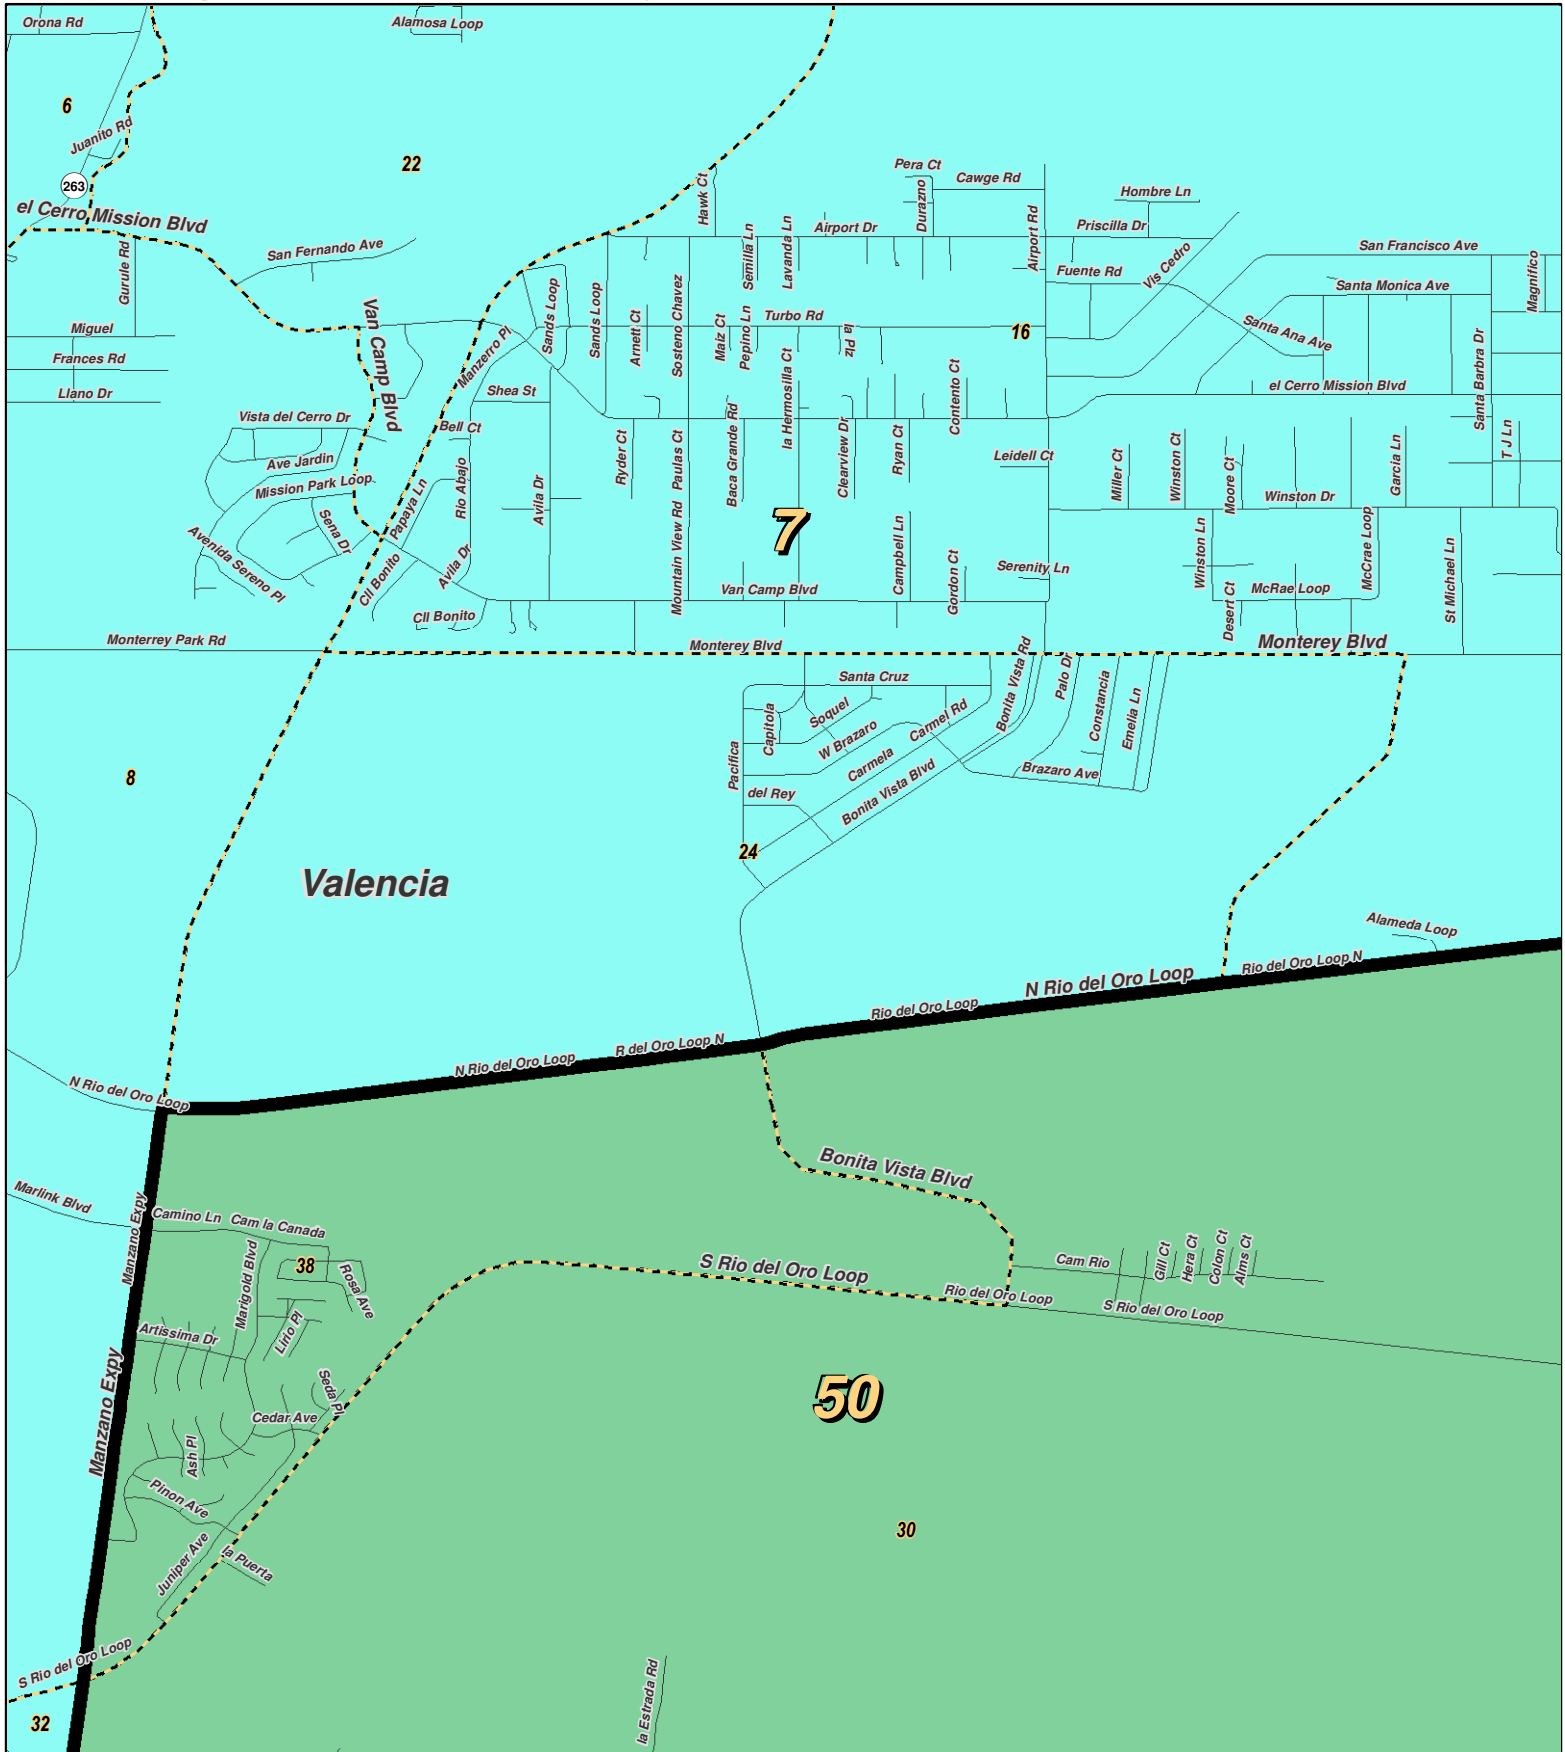 Orona Rd
Alamosa Loop
6
Juanito Rd
22
263
el Cerro Mission Blvd
Pera Ct
Cawge Rd
Hombre Ln
Hawk Ct
Durazno
Airport Dr
Airport Rd
Priscilla Dr
San Fernando Ave
Gurule Rd
Semilla Ln
Lavanda Ln
Vis Cedro
San Francisco Ave
Fuente Rd
Santa Monica Ave
Magnifico
Van Camp Blvd
Sands Loop
Sands Loop
Arnett Ct
Sosteno Chavez
Maiz Ct
Pepino Ln
Turbo Rd
la Plz
16
Santa Ana Ave
Miguel
Frances Rd
Llano Dr
Manzerro Pl
Shea St
la Hermosilla Ct
Contento Ct
el Cerro Mission Blvd
Santa Barbra Dr
Vista del Cerro Dr
Bell Ct
Ave Jardin
Mission Park Loop
Papaya Ln
Rio Abajo
Avila Dr
Ryder Ct
Paulas Ct
Baca Grande Rd
Clearview Dr
Ryan Ct
Leidell Ct
Miller Ct
Winston Ct
Moore Ct
Winston Dr
Garcia Ln
T J Ln
Sena Dr
Avenida Sereno Pl
Cll Bonito
Avila Dr
Mountain View Rd
7
Campbell Ln
Gordon Ct
Serenity Ln
Winston Ln
McCrae Loop
St Michael Ln
Van Camp Blvd
McRae Loop
Desert Ct
Cll Bonito
Monterrey Park Rd
Monterey Blvd
Monterey Blvd
Santa Cruz
Bonita Vista Rd
Palo Dr
Constancia
Emelia Ln
Capitola
Soquel
W Brazaro
Carmel Rd
Pacifica
Carmela
Brazaro Ave
8
del Rey
Bonita Vista Blvd
24
Valencia
Alameda Loop
Rio del Oro Loop N
N Rio del Oro Loop
Rio del Oro Loop
R del Oro Loop N
N Rio del Oro Loop
N Rio del Oro Loop
Bonita Vista Blvd
Marlink Blvd
Manzano Expy
Camino Ln
Cam la Canada
Marigold Blvd
38
Rosa Ave
S Rio del Oro Loop
Cam Rio
Gill Ct
Hera Ct
Colon Ct
Alms Ct
Rio del Oro Loop
S Rio del Oro Loop
Artissima Dr
Lirio Pl
Manzano Expy
Seda Pl
50
Cedar Ave
Ash Pl
Pinon Ave
30
Juniper Ave
la Puerta
S Rio del Oro Loop
la Estrada Rd
32